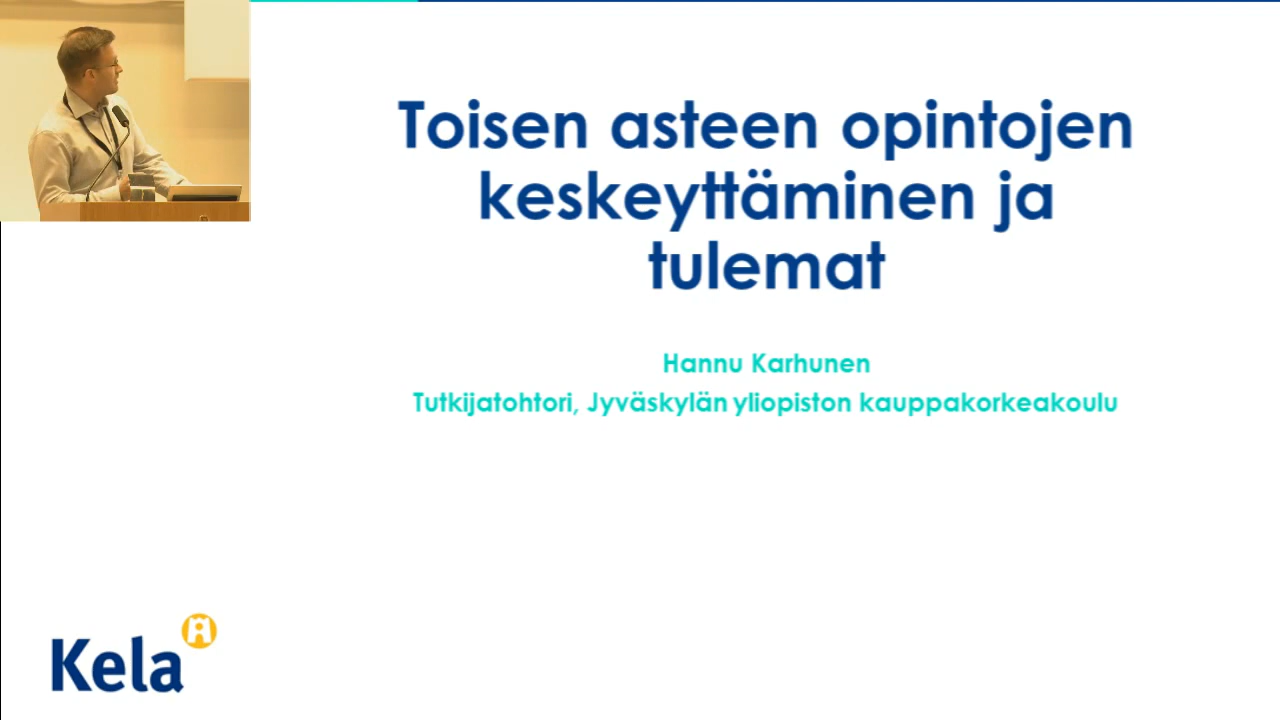 Toisen asteen opintojen
keskeyttäminen ja
tulemat
Hannu Karhunen
Tutkijatohtori, Jyväskylän yliopiston kauppakorkeakoulu
Kela